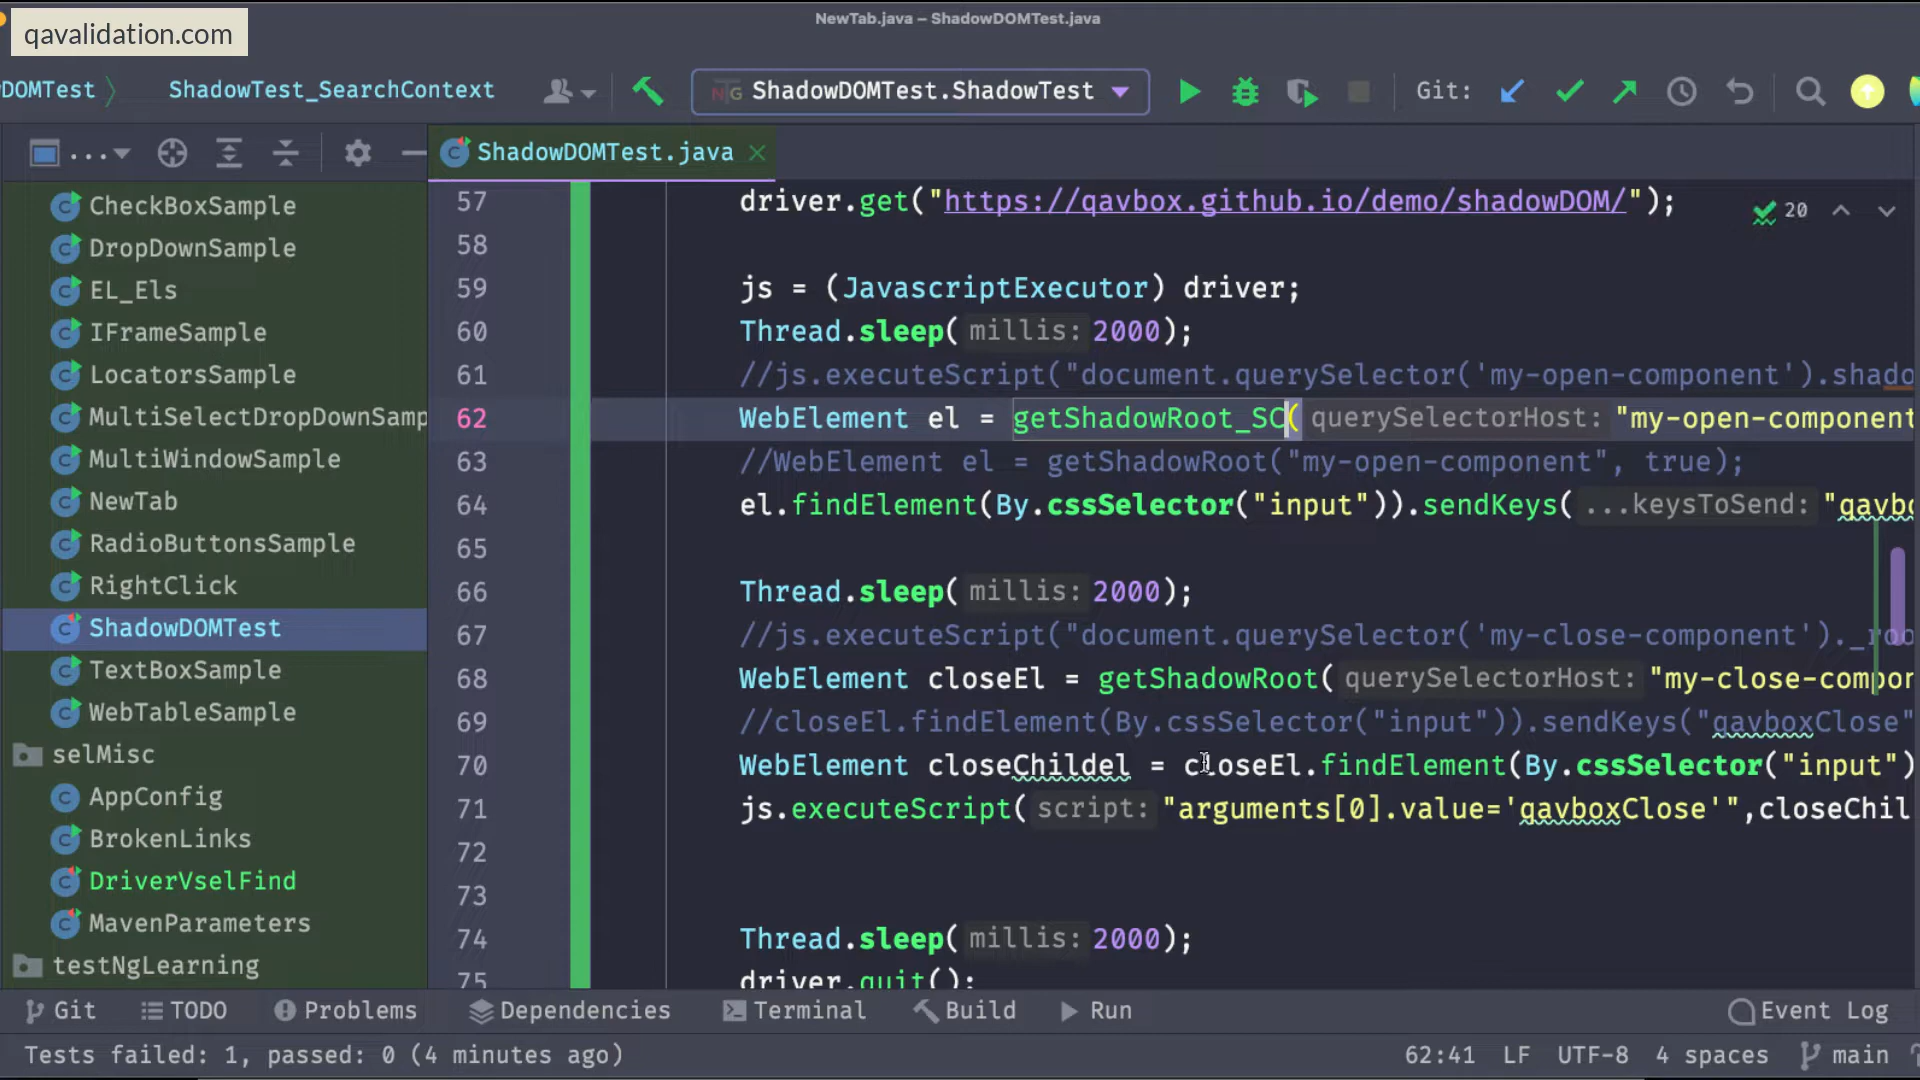 qavalidation.com
NewTab.java – ShadowDOMTest.java
DOMTest
ShadowTest_SearchContext
ShadowDOMTest.ShadowTest
Git:
ShadowDOMTest.java
CheckBoxSample
DropDownSample
EL_Els
IFrameSample
LocatorsSample
MultiSelectDropDownSamp
MultiWindowSample
NewTab
RadioButtonsSample
RightClick
ShadowDOMTest
TextBoxSample
WebTableSample
selMisc
AppConfig
BrokenLinks
DriverVselFind
MavenParameters
testNgLearning
20
57 driver.get("https://qavbox.github.io/demo/shadowDOM/");
58
59 js = (JavascriptExecutor) driver;
60 Thread.sleep( millis: 2000);
61 //js.executeScript("document.querySelector('my-open-component').shado
62 WebElement el = getShadowRoot_SC( querySelectorHost: "my-open-component
63 //WebElement el = getShadowRoot("my-open-component", true);
64 el.findElement(By.cssSelector("input")).sendKeys( ...keysToSend: "qavbo
65
66 Thread.sleep( millis: 2000);
67 //js.executeScript("document.querySelector('my-close-component')._roo
68 WebElement closeEl = getShadowRoot( querySelectorHost: "my-close-compon
69 //closeEl.findElement(By.cssSelector("input")).sendKeys("qavboxClose"
70 WebElement closeChildel = closeEl.findElement(By.cssSelector("input")
71 js.executeScript( script: "arguments[0].value='qavboxClose'",closeChil
72
73
74 Thread.sleep( millis: 2000);
75 driver.quit();
Git
TODO
Problems
Dependencies
Terminal
Build
Run
Event Log
Tests failed: 1, passed: 0 (4 minutes ago)
62:41 LF UTF-8 4 spaces main